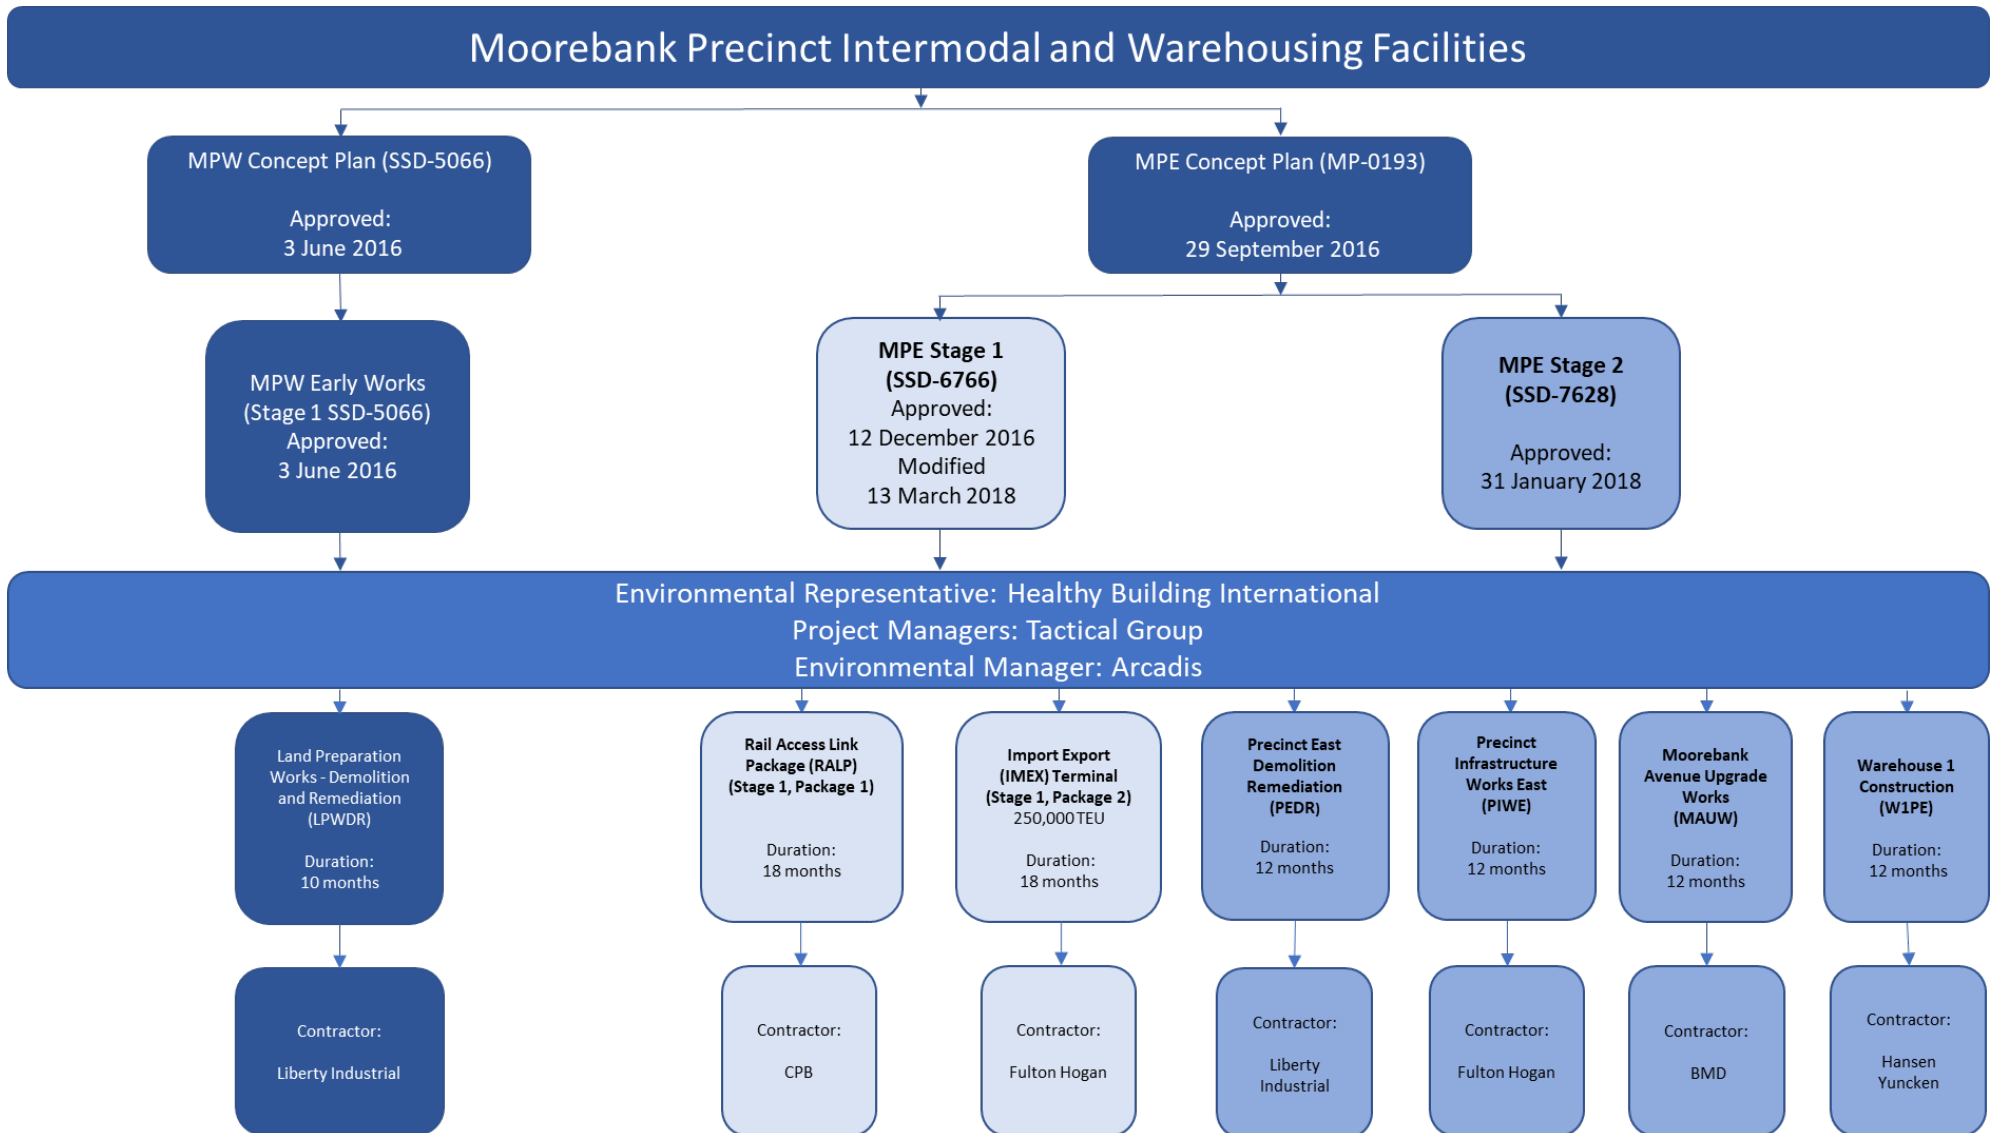 Moorebank Precinct Intermodal and Warehousing Facilities
MPW Concept Plan (SSD-5066)
Approved:
3 June 2016
MPE Concept Plan (MP-0193)
Approved:
29 September 2016
MPW Early Works
(Stage 1 SSD-5066)
Approved:
3 June 2016
MPE Stage 1
(SSD-6766)
Approved:
12 December 2016
Modified
13 March 2018
MPE Stage 2
(SSD-7628)
Approved:
31 January 2018
Environmental Representative: Healthy Building International
Project Managers: Tactical Group
Environmental Manager: Arcadis
Land Preparation
Works - Demolition
and Remediation
(LPWDR)
Duration:
10 months
Rail Access Link
Package (RALP)
(Stage 1, Package 1)
Duration:
18 months
Import Export
(IMEX) Terminal
(Stage 1, Package 2)
250,000 TEU
Duration:
18 months
Precinct East
Demolition
Remediation
(PEDR)
Duration:
12 months
Precinct
Infrastructure
Works East
(PIWE)
Duration:
12 months
Moorebank
Avenue Upgrade
Works
(MAUW)
Duration:
12 months
Warehouse 1
Construction
(W1PE)
Duration:
12 months
Contractor:
Liberty Industrial
Contractor:
CPB
Contractor:
Fulton Hogan
Contractor:
Liberty
Industrial
Contractor:
Fulton Hogan
Contractor:
BMD
Contractor:
Hansen
Yuncken